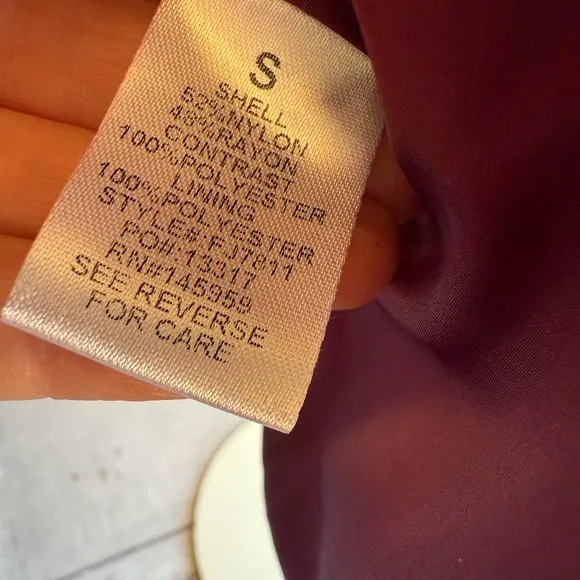 S
SHELL
52%NYLON
48%RAYON
CONTRAST
100%POLYESTER
LINING
100%POLYESTER
STYLE#:FJ7811
PO#:13317
RN#145959
SEE REVERSE
FOR CARE